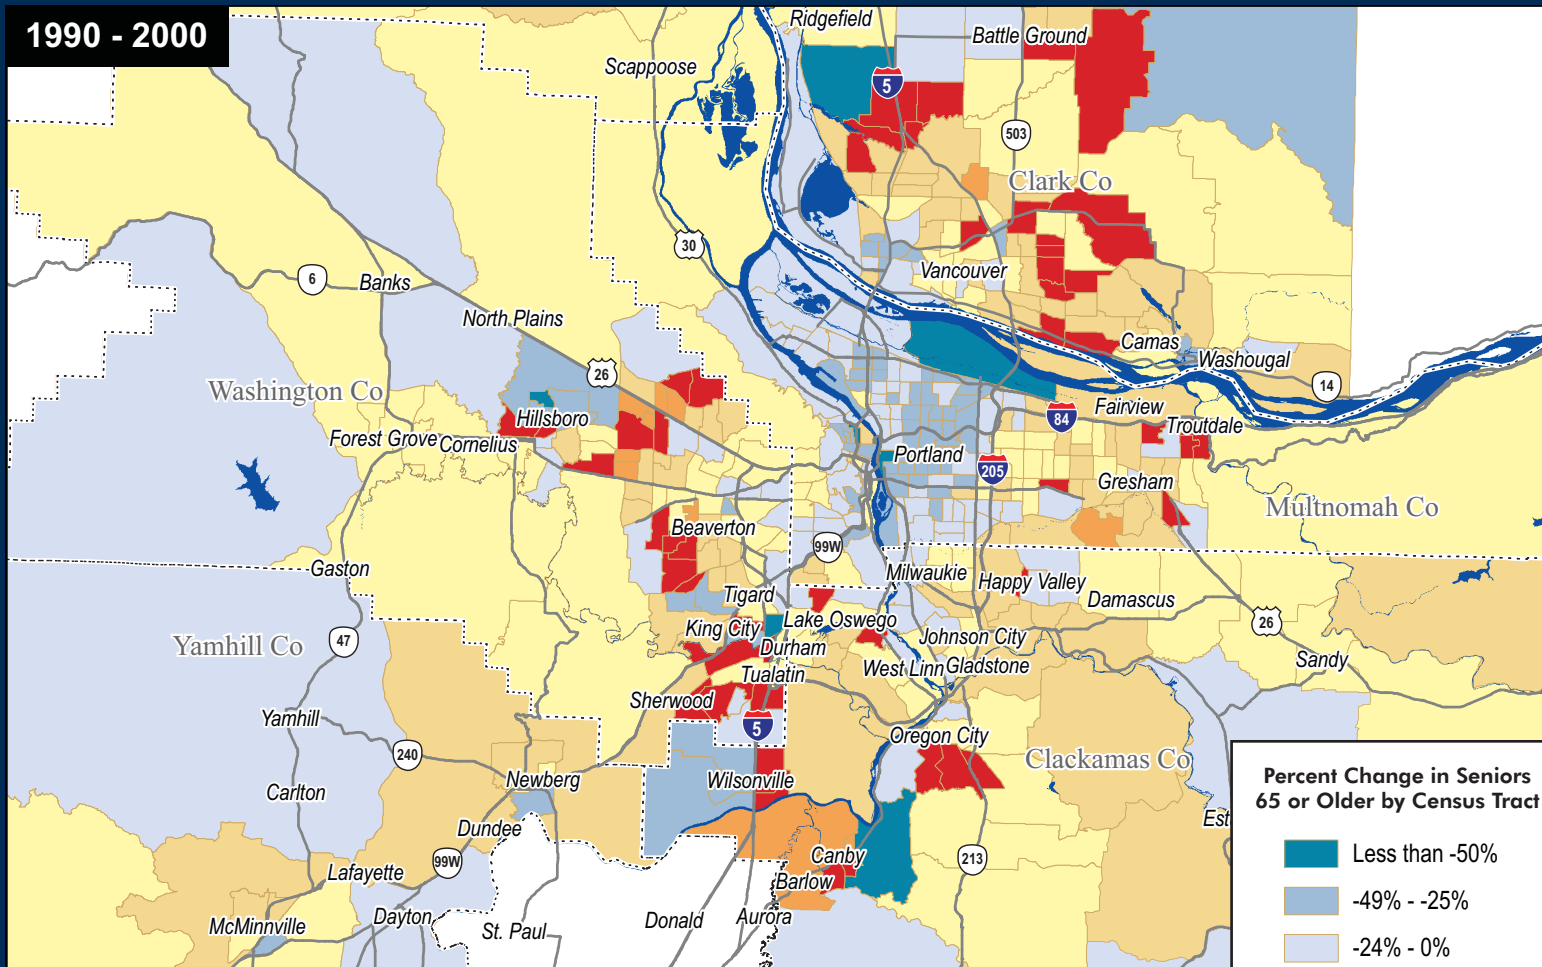 1990 - 2000
Ridgefield
Battle Ground
Scappoose
5
503
Clark Co
30
6
Banks
Vancouver
North Plains
Camas
Washougal
26
14
Washington Co
Hillsboro
Fairview
84
Troutdale
Forest Grove
Cornelius
Portland
205
Gresham
Multnomah Co
Beaverton
99W
Gaston
Milwaukie
Happy Valley
Tigard
Damascus
Lake Oswego
26
King City
Johnson City
47
Yamhill Co
Durham
West Linn
Gladstone
Sandy
Tualatin
Sherwood
Yamhill
5
Oregon City
240
Clackamas Co
Newberg
Wilsonville
Carlton
Percent Change in Seniors
65 or Older by Census Tract
Est
Dundee
Less than -50%
99W
Canby
213
Lafayette
Barlow
-49% - -25%
McMinnville
Dayton
St. Paul
Donald
Aurora
-24% - 0%